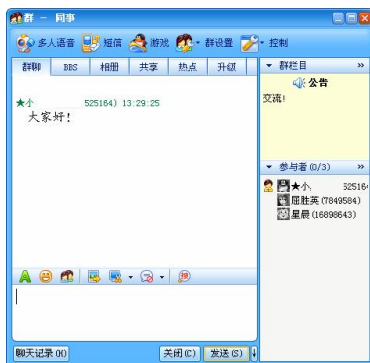 群 - 同事
多人语音 短信 游戏 群设置 控制
群聊 BBS 相册 共享 热点 升级
群栏目 »
公告
交流!
★小 525164) 13:29:25
大家好!
参与者(0/3) »
★小 52516
屈胜英(7849584)
星晨(16898643)
聊天记录(H) 关闭(C) 发送(S)